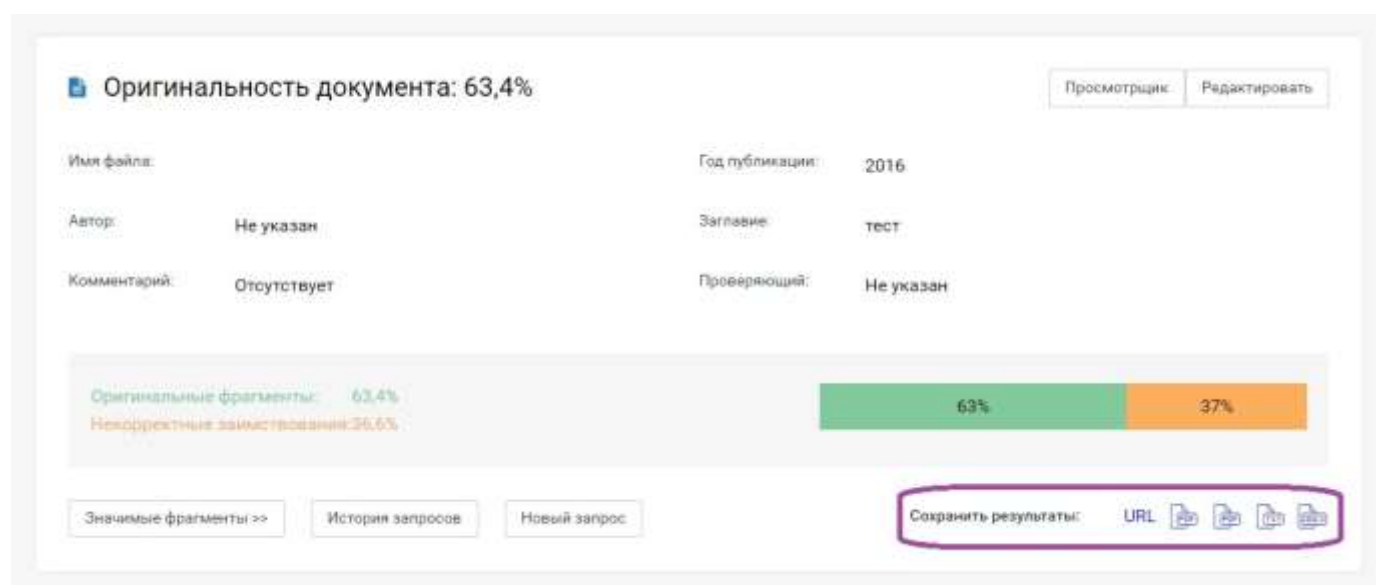 Оригинальность документа: 63,4%
Просмотрщик Редактировать
Имя файла: Год публикации: 2016
Автор: Не указан Заглавие: тест
Комментарий: Отсутствует Проверяющий: Не указан
Оригинальные фрагменты: 63,4%
Некорректные заимствования:36,6%
63% 37%
Значимые фрагменты >> История запросов Новый запрос Сохранить результаты: URL